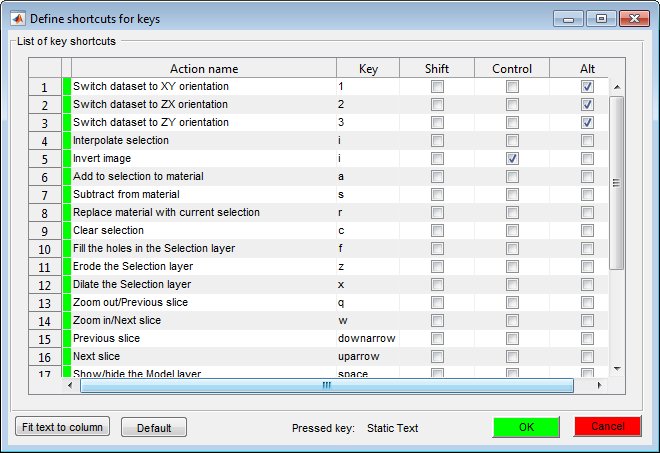 Define shortcuts for keys
List of key shortcuts
Action name Key Shift Control Alt
1 Switch dataset to XY orientation 1
2 Switch dataset to ZX orientation 2
3 Switch dataset to ZY orientation 3
4 Interpolate selection i
5 Invert image i
6 Add to selection to material a
7 Subtract from material s
8 Replace material with current selection r
9 Clear selection c
10 Fill the holes in the Selection layer f
11 Erode the Selection layer z
12 Dilate the Selection layer x
13 Zoom out/Previous slice q
14 Zoom in/Next slice w
15 Previous slice downarrow
16 Next slice uparrow
17 Show/hide the Model layer space
Fit text to column Default Pressed key: Static Text OK Cancel